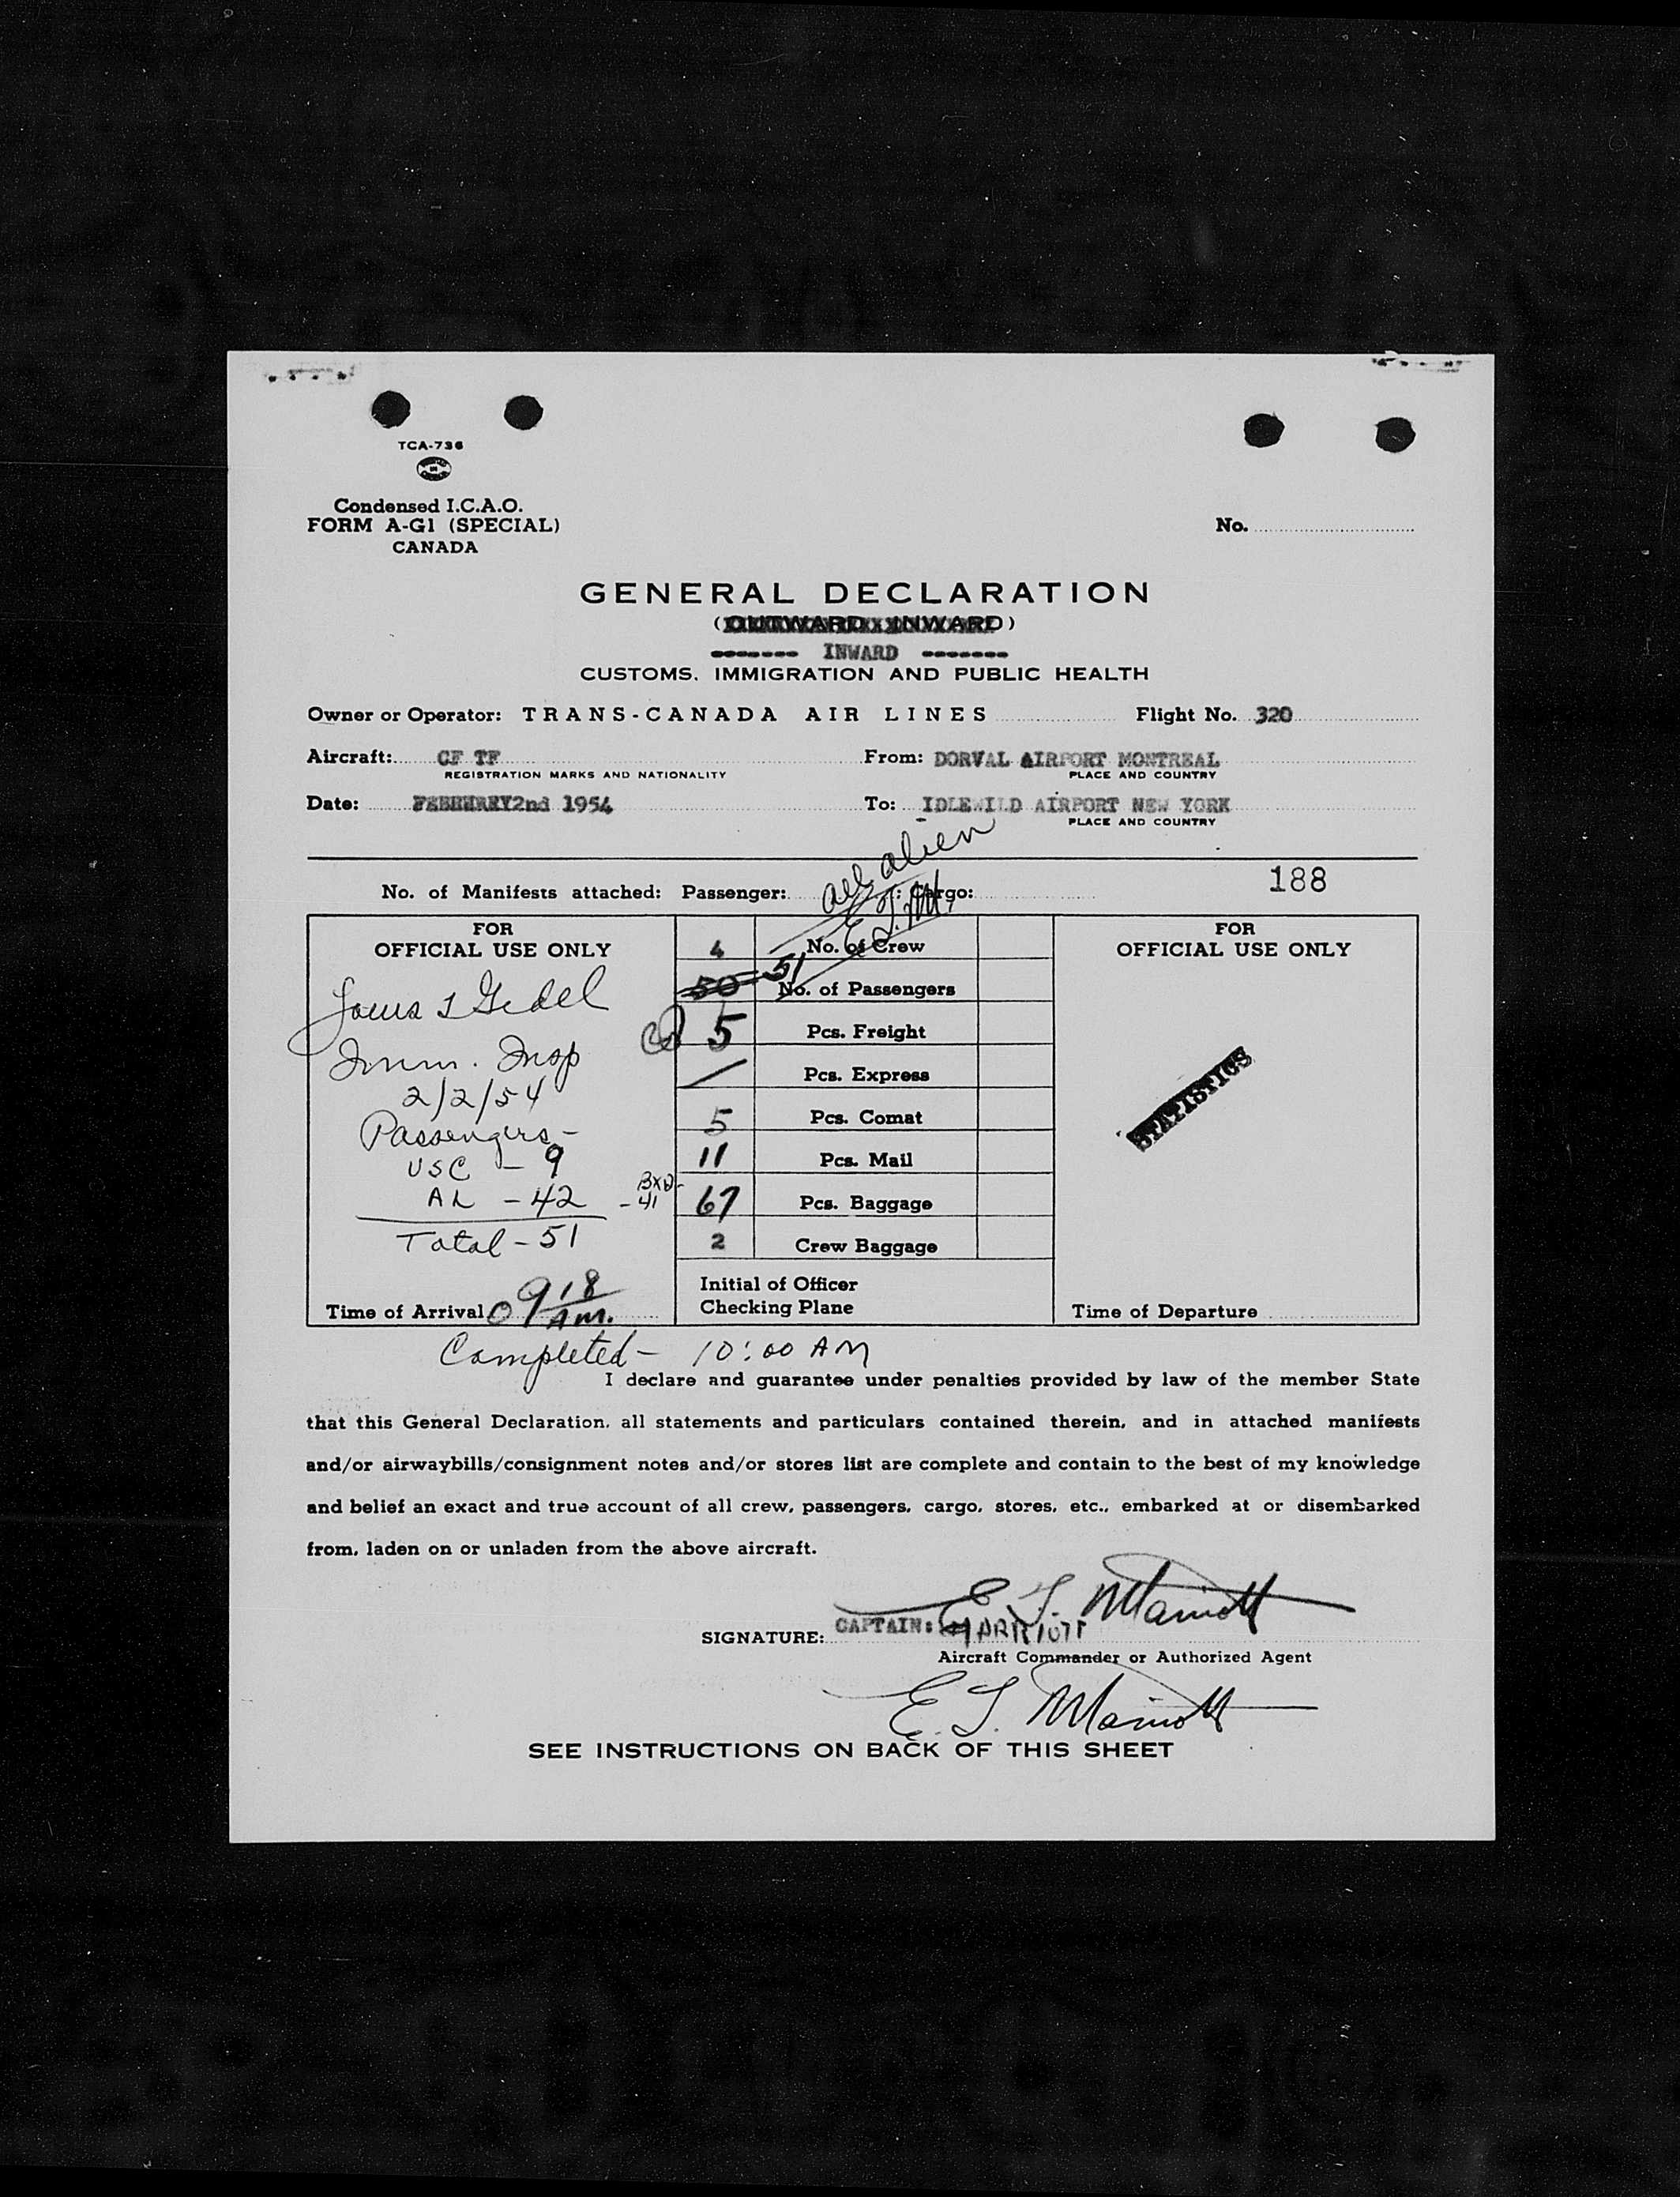 TCA-736
Condensed I.C.A.O.
FORM A-G1 (SPECIAL)
CANADA
No.
GENERAL DECLARATION
(OUTWARD INWARD)
------- INWARD -------
CUSTOMS, IMMIGRATION AND PUBLIC HEALTH
Owner or Operator: TRANS-CANADA AIR LINES Flight No. 320
Aircraft: CF TF From: DORVAL AIRPORT MONTREAL
REGISTRATION MARKS AND NATIONALITY PLACE AND COUNTRY
Date: 2nd 1954 To: IDLEWILD AIRPORT NEW YORK
PLACE AND COUNTRY
all alien
E.J.M.
188
No. of Manifests attached: Passenger: : Cargo:
FOR
OFFICIAL USE ONLY
Imm. Insp
2/2/54
Passengers -
USC - 9
AL - 42 - 41
Total - 51
Time of Arrival 0918 AM.
4 No. of Crew
50 51 No. of Passengers
5 Pcs. Freight
/ Pcs. Express
5 Pcs. Comat
11 Pcs. Mail
67 Pcs. Baggage
2 Crew Baggage
Initial of Officer
Checking Plane
FOR
OFFICIAL USE ONLY
STATISTICS
Time of Departure
Completed - 10:00 AM
I declare and guarantee under penalties provided by law of the member State
that this General Declaration, all statements and particulars contained therein, and in attached manifests
and/or airwaybills/consignment notes and/or stores list are complete and contain to the best of my knowledge
and belief an exact and true account of all crew, passengers, cargo, stores, etc., embarked at or disembarked
from, laden on or unladen from the above aircraft.
E. J. Marriott
SIGNATURE: CAPTAIN: MARRIOTT
Aircraft Commander or Authorized Agent
E. J. Marriott
SEE INSTRUCTIONS ON BACK OF THIS SHEET